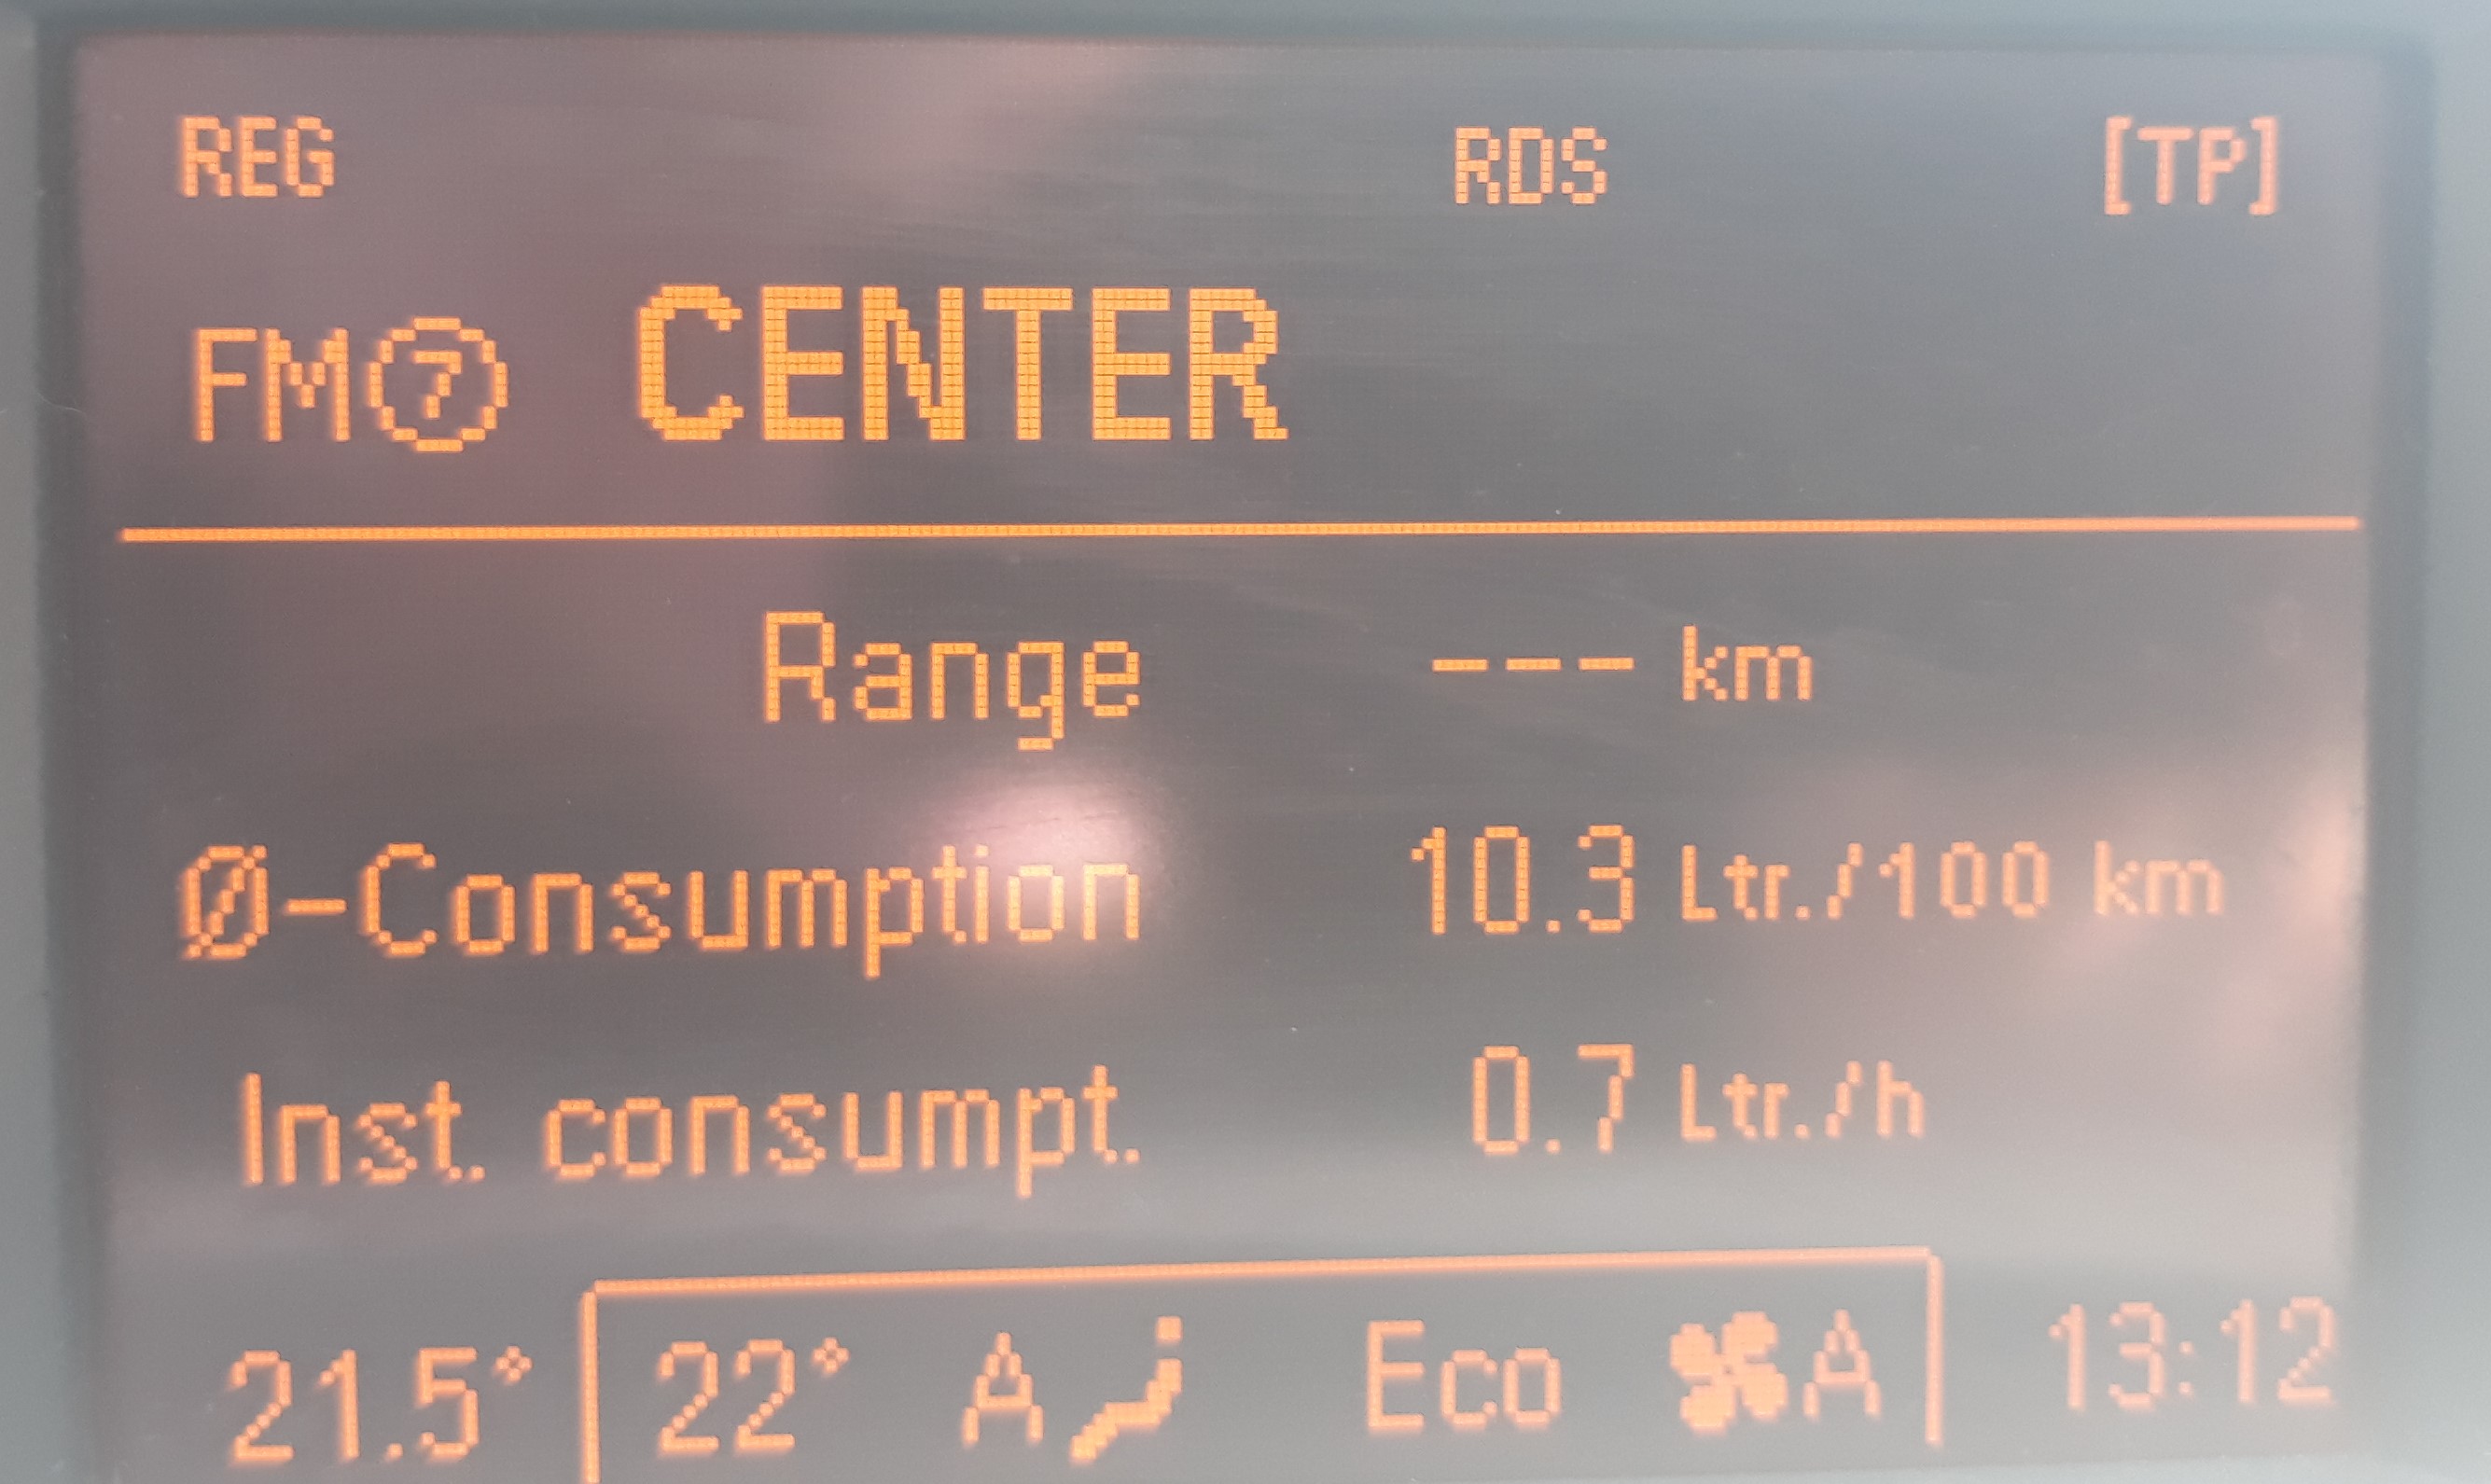 REG RDS [TP]
FM⑦ CENTER
Range --- km
Ø-Consumption 10.3 Ltr./100 km
Inst. consumpt. 0.7 Ltr./h
21.5° 22° A Eco A 13:12